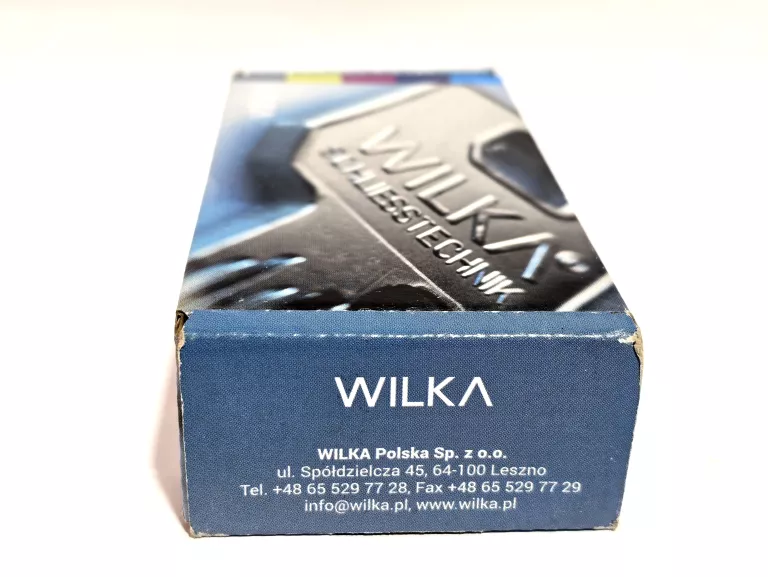 WILKA
SCHLIESSTECHNIK
WILKA
WILKA Polska Sp. z o.o.
ul. Spółdzielcza 45, 64-100 Leszno
Tel. +48 65 529 77 28, Fax +48 65 529 77 29
info@wilka.pl, www.wilka.pl